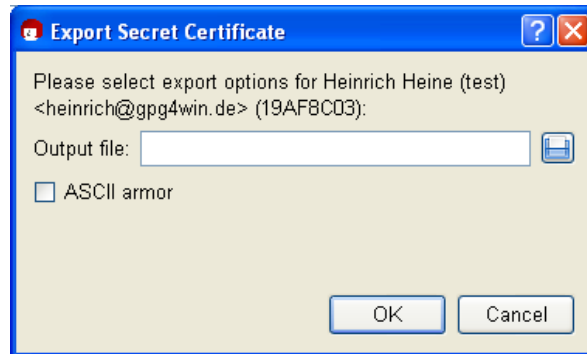 Export Secret Certificate
Please select export options for Heinrich Heine (test)
<heinrich@gpg4win.de> (19AF8C03):
Output file:
ASCII armor
OK Cancel